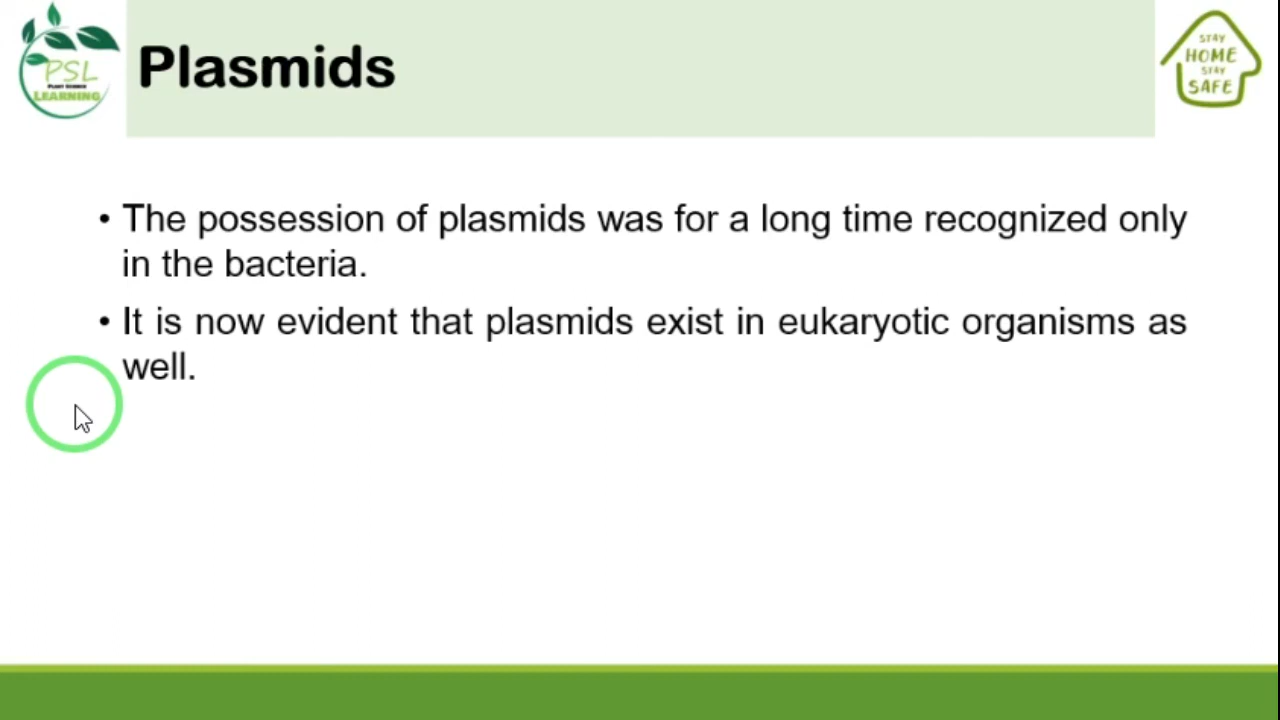 PSL
PLANT SCIENCE
LEARNING
Plasmids
STAY
HOME
STAY
SAFE
• The possession of plasmids was for a long time recognized only
in the bacteria.
• It is now evident that plasmids exist in eukaryotic organisms as
well.